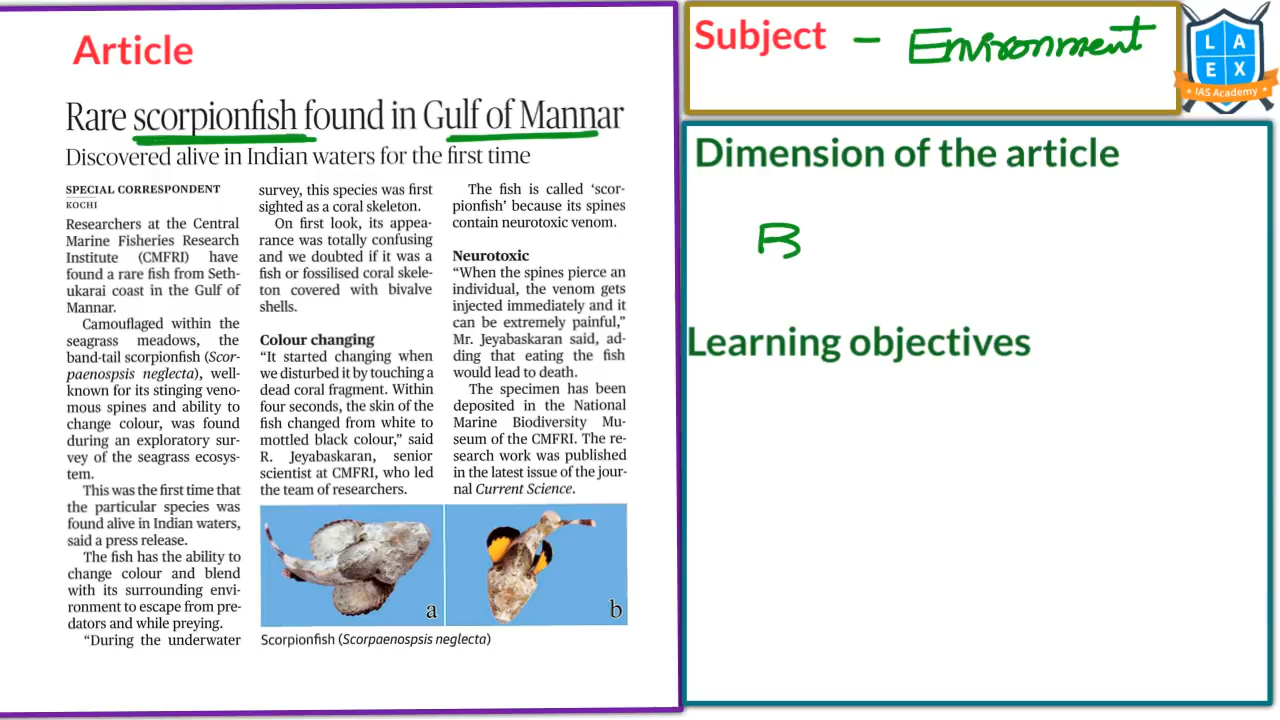 Article
Rare scorpionfish found in Gulf of Mannar
Discovered alive in Indian waters for the first time
SPECIAL CORRESPONDENT
KOCHI
Researchers at the Central
Marine Fisheries Research
Institute (CMFRI) have
found a rare fish from Seth-
ukarai coast in the Gulf of
Mannar.
Camouflaged within the
seagrass meadows, the
band-tail scorpionfish (Scor-
paenospsis neglecta), well-
known for its stinging veno-
mous spines and ability to
change colour, was found
during an exploratory sur-
vey of the seagrass ecosys-
tem.
This was the first time that
the particular species was
found alive in Indian waters,
said a press release.
The fish has the ability to
change colour and blend
with its surrounding envi-
ronment to escape from pre-
dators and while preying.
“During the underwater
survey, this species was first
sighted as a coral skeleton.
On first look, its appea-
rance was totally confusing
and we doubted if it was a
fish or fossilised coral skele-
ton covered with bivalve
shells.
Colour changing
“It started changing when
we disturbed it by touching a
dead coral fragment. Within
four seconds, the skin of the
fish changed from white to
mottled black colour,” said
R. Jeyabaskaran, senior
scientist at CMFRI, who led
the team of researchers.
The fish is called ‘scor-
pionfish’ because its spines
contain neurotoxic venom.
Neurotoxic
“When the spines pierce an
individual, the venom gets
injected immediately and it
can be extremely painful,”
Mr. Jeyabaskaran said, ad-
ding that eating the fish
would lead to death.
The specimen has been
deposited in the National
Marine Biodiversity Mu-
seum of the CMFRI. The re-
search work was published
in the latest issue of the jour-
nal Current Science.
a
b
Scorpionfish (Scorpaenospsis neglecta)
Subject - Environment
LA
EX
IAS Academy
Dimension of the article
B
Learning objectives